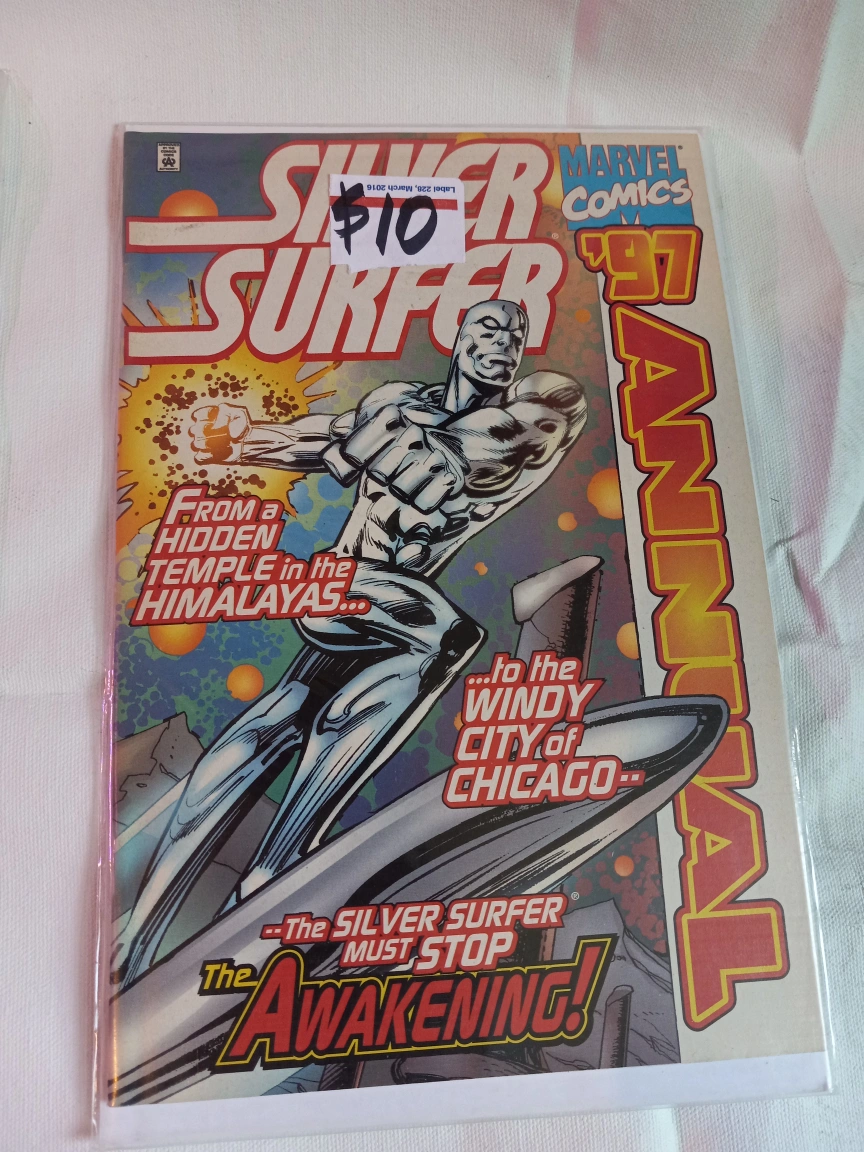 SILVER
SURFER
Label 228, March 2016
$10
MARVEL
COMICS
'97
ANNUAL
FROM a
HIDDEN
TEMPLE in the
HIMALAYAS...
...to the
WINDY
CITY of
CHICAGO--
--The SILVER SURFER®
MUST STOP
The
AWAKENING!